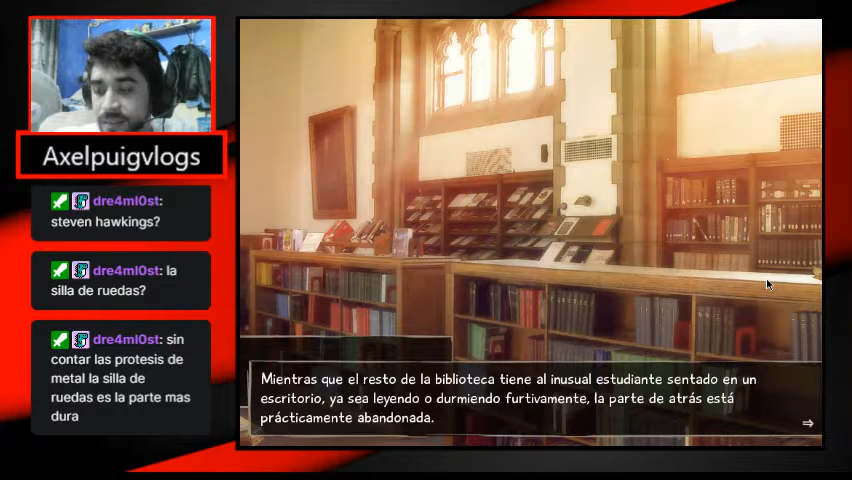 Axelpuigvlogs
dre4ml0st:
steven hawkings?
dre4ml0st: la
silla de ruedas?
dre4ml0st: sin
contar las protesis de
metal la silla de
ruedas es la parte mas
dura
Mientras que el resto de la biblioteca tiene al inusual estudiante sentado en un
escritorio, ya sea leyendo o durmiendo furtivamente, la parte de atrás está
prácticamente abandonada.